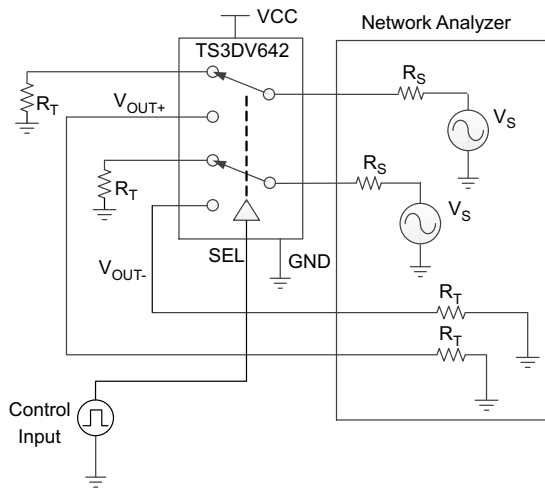 VCC
Network Analyzer
TS3DV642
R_S
R_T
V_OUT+
V_S
R_S
R_T
V_S
SEL
GND
V_OUT-
R_T
R_T
Control
Input